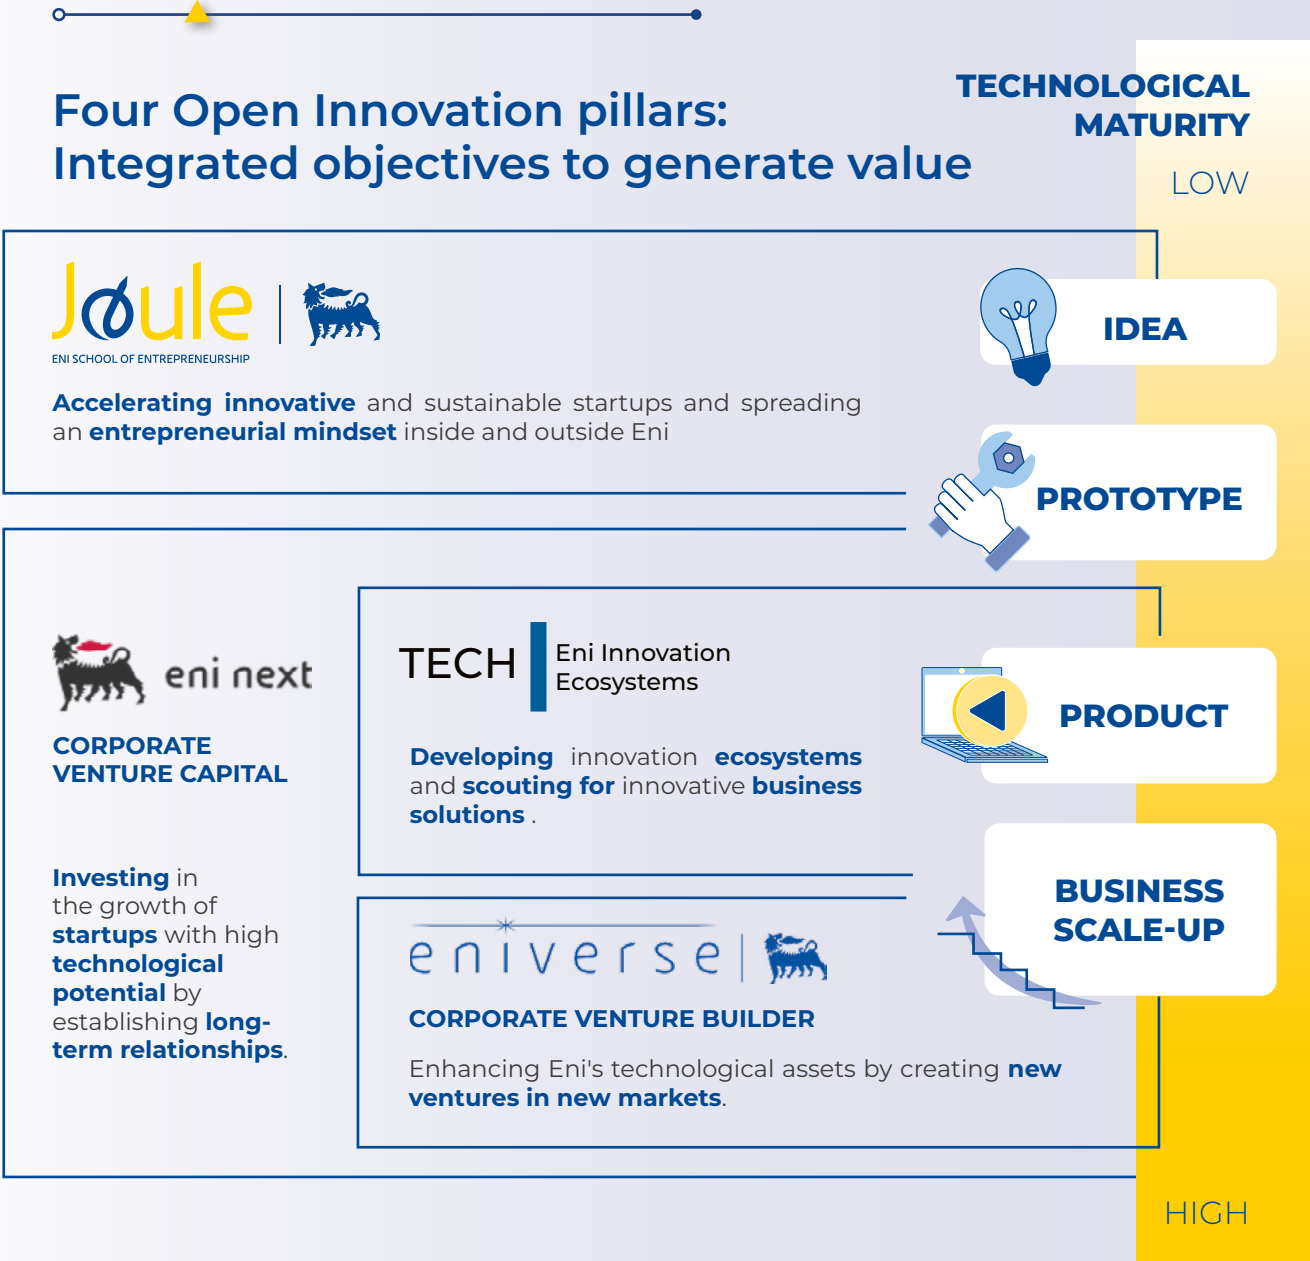 Four Open Innovation pillars:
Integrated objectives to generate value
TECHNOLOGICAL
MATURITY
LOW
Joule
ENI SCHOOL OF ENTREPRENEURSHIP
Accelerating innovative and sustainable startups and spreading
an entrepreneurial mindset inside and outside Eni
IDEA
PROTOTYPE
eni next
CORPORATE
VENTURE CAPITAL
Investing in
the growth of
startups with high
technological
potential by
establishing long-
term relationships.
TECH
Eni Innovation
Ecosystems
Developing innovation ecosystems
and scouting for innovative business
solutions .
PRODUCT
eniverse
CORPORATE VENTURE BUILDER
Enhancing Eni's technological assets by creating new
ventures in new markets.
BUSINESS
SCALE-UP
HIGH